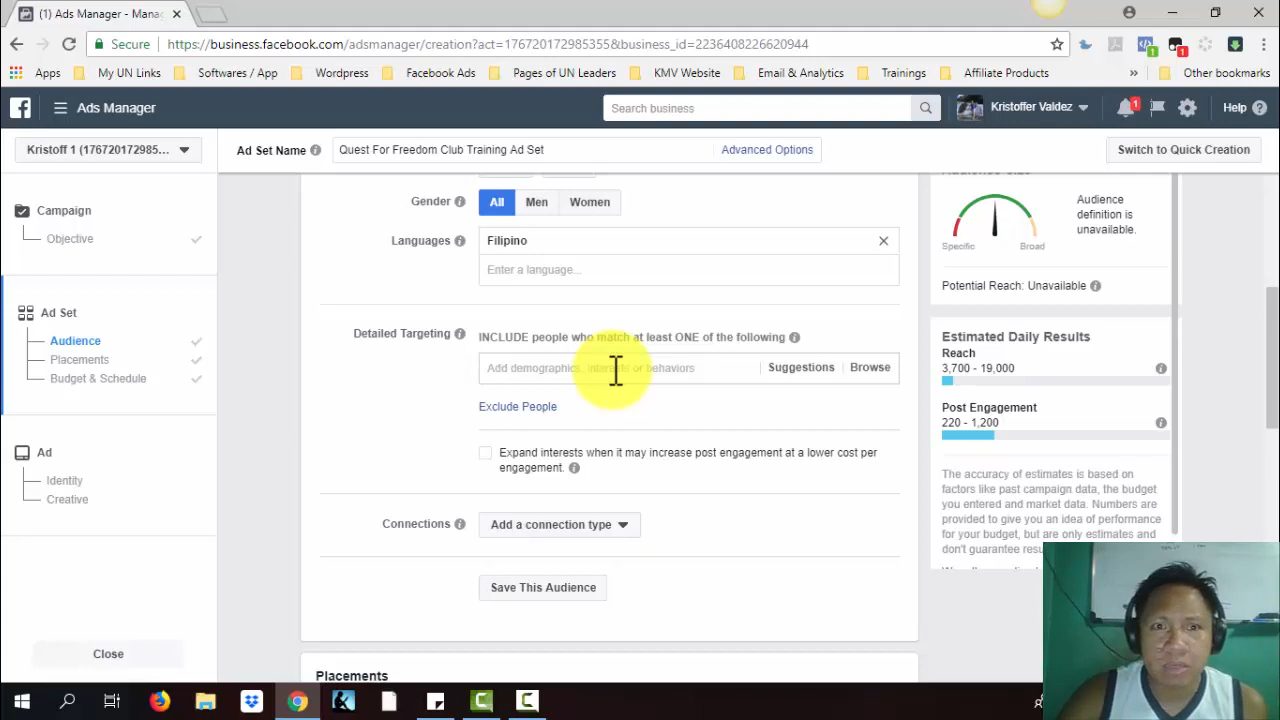 (1) Ads Manager - Manag
Secure
https://business.facebook.com/adsmanager/creation?act=176720172985355&business_id=2236408226620944
1
1
Apps
My UN Links
Softwares / App
Wordpress
Facebook Ads
Pages of UN Leaders
KMV Website
Email & Analytics
Trainings
Affiliate Products
»
Other bookmarks
Ads Manager
Search business
Kristoffer Valdez
1
Help
Kristoff 1 (176720172985...
Ad Set Name
Quest For Freedom Club Training Ad Set
Advanced Options
Switch to Quick Creation
Campaign
Objective
Ad Set
Audience
Placements
Budget & Schedule
Ad
Identity
Creative
Close
Gender
All
Men
Women
Languages
Filipino
Enter a language...
Detailed Targeting
INCLUDE people who match at least ONE of the following
Add demographics, interests or behaviors
Suggestions
Browse
Exclude People
Expand interests when it may increase post engagement at a lower cost per
engagement.
Connections
Add a connection type
Save This Audience
Placements
Audience Size
Audience
definition is
unavailable.
Specific
Broad
Potential Reach: Unavailable
Estimated Daily Results
Reach
3,700 - 19,000
Post Engagement
220 - 1,200
The accuracy of estimates is based on
factors like past campaign data, the budget
you entered and market data. Numbers are
provided to give you an idea of performance
for your budget, but are only estimates and
don't guarantee